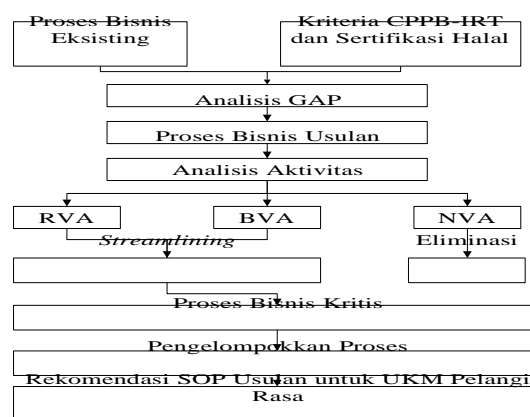 Proses Bisnis
Eksisting
Kriteria CPPB-IRT
dan Sertifikasi Halal
Analisis GAP
Proses Bisnis Usulan
Analisis Aktivitas
RVA
BVA
NVA
Streamlining
Eliminasi
Proses Bisnis Kritis
Pengelompokkan Proses
Rekomendasi SOP Usulan untuk UKM Pelangi
Rasa